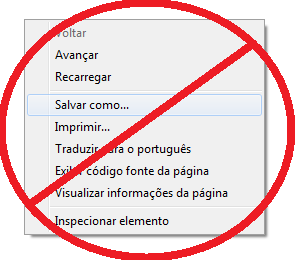 Voltar
Avançar
Recarregar
Salvar como...
Imprimir...
Traduzir para o português
Exibir código fonte da página
Visualizar informações da página
Inspecionar elemento